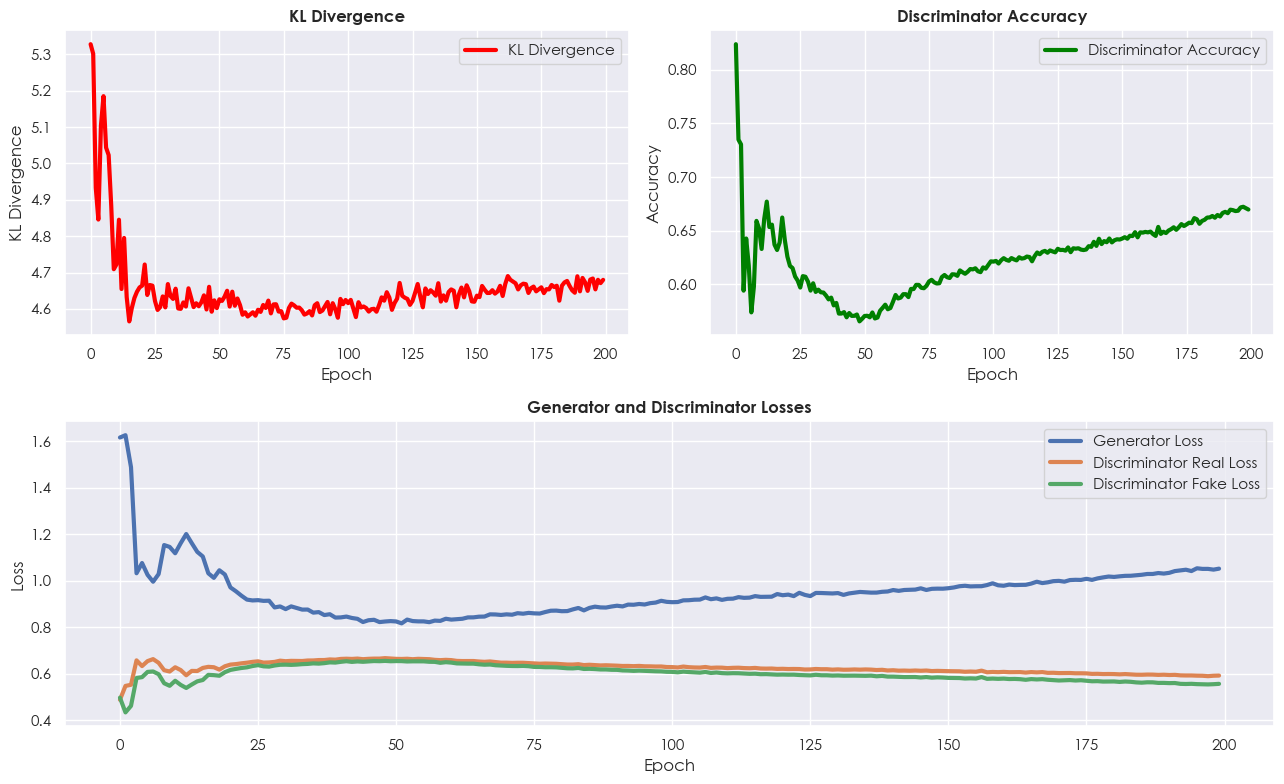 KL Divergence
KL Divergence
KL Divergence
5.3
5.2
5.1
5.0
4.9
4.8
4.7
4.6
0 25 50 75 100 125 150 175 200
Epoch
Discriminator Accuracy
Discriminator Accuracy
Accuracy
0.80
0.75
0.70
0.65
0.60
0 25 50 75 100 125 150 175 200
Epoch
Generator and Discriminator Losses
Generator Loss
Discriminator Real Loss
Discriminator Fake Loss
Loss
1.6
1.4
1.2
1.0
0.8
0.6
0.4
0 25 50 75 100 125 150 175 200
Epoch